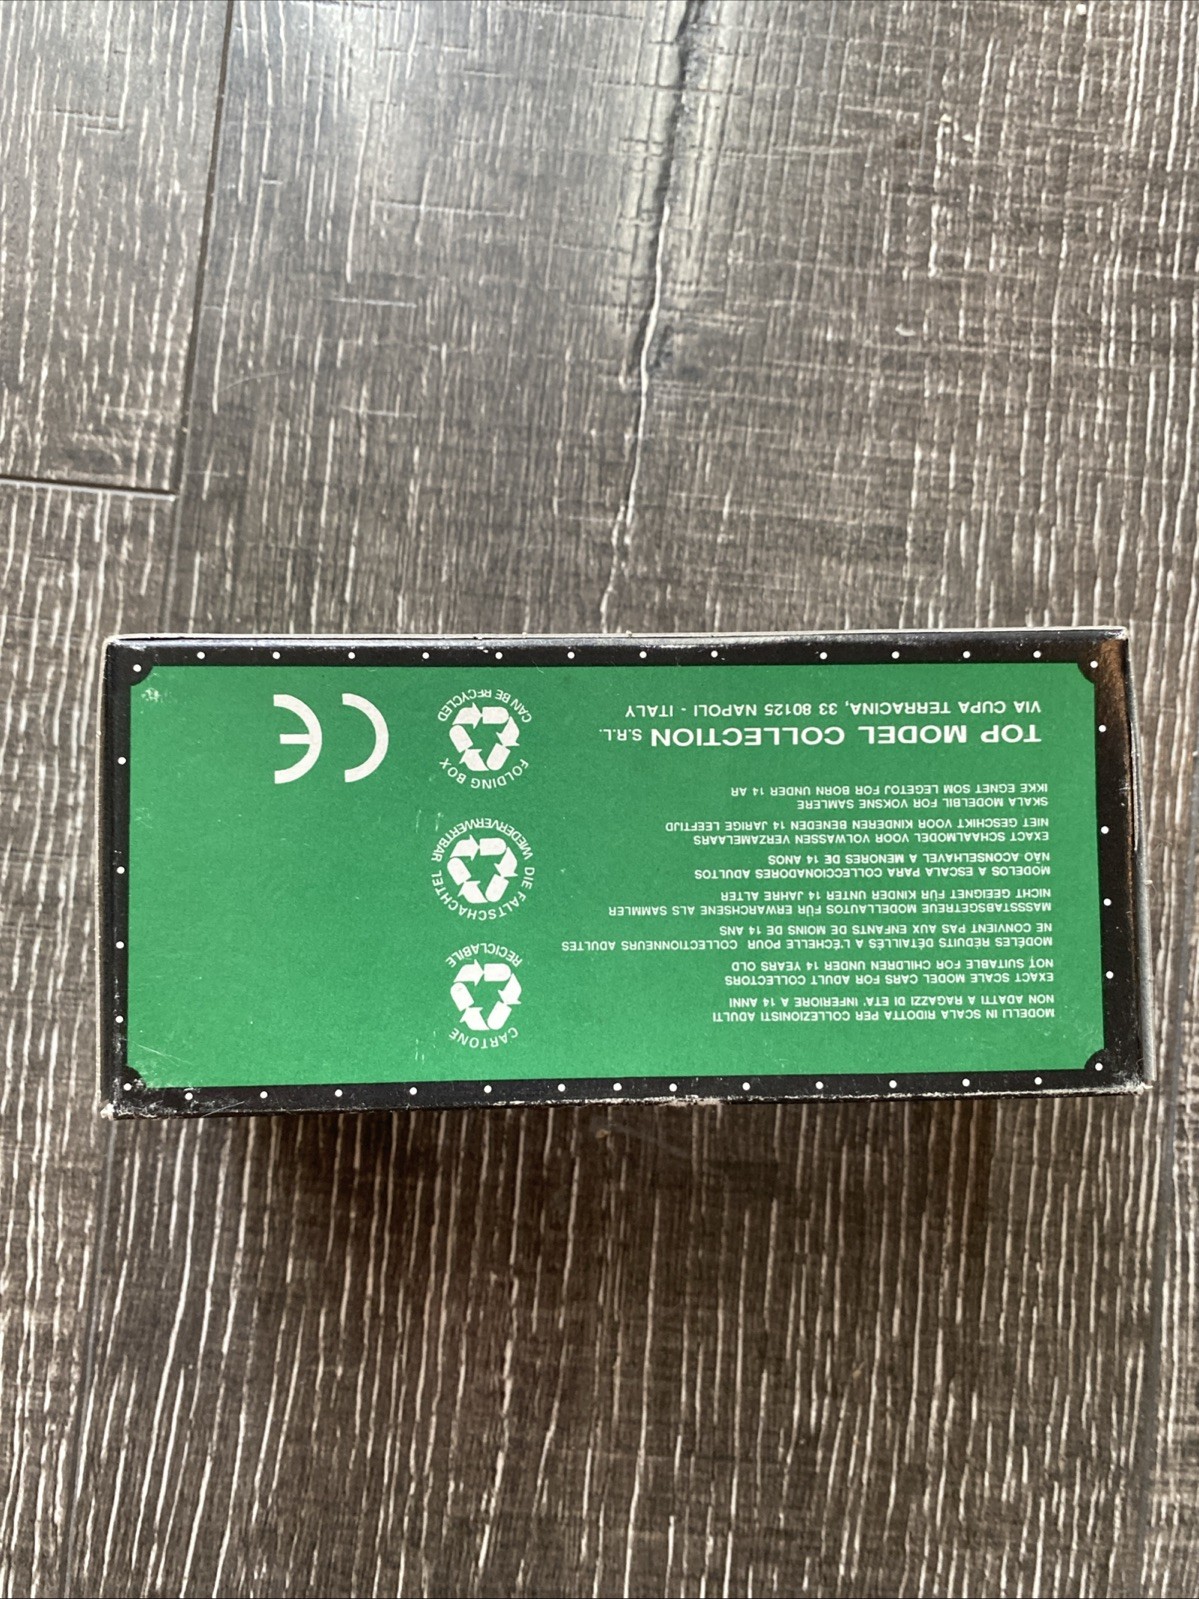 MODELLI IN SCALA RIDOTTA PER COLLEZIONISTI ADULTI
NON ADATTI A RAGAZZI DI ETA' INFERIORE A 14 ANNI
EXACT SCALE MODEL CARS FOR ADULT COLLECTORS
NOT SUITABLE FOR CHILDREN UNDER 14 YEARS OLD
MODÉLES RÉDUITS DÉTAILLÉS A L'ÉCHELLE POUR COLLECTIONNEURS ADULTES
NE CONVIENT PAS AUX ENFANTS DE MOINS DE 14 ANS
MASSSTABSGETREUE MODELLAUTOS FÜR ERWARCHSENE ALS SAMMLER
NICHT GEEIGNET FÜR KINDER UNTER 14 JAHRE ALTER
MODELOS A ESCALA PARA COLLECCIONADORES ADULTOS
NÃO ACONSELHAVEL A MENORES DE 14 ANOS
EXACT SCHAALMODEL VOOR VOLWASSEN VERZAMELAARS
NIET GESCHIKT VOOR KINDEREN BENEDEN 14 JARIGE LEEFTIJD
SKALA MODELBIL FOR VOKSNE SAMLERE
IKKE EGNET SOM LEGETOJ FOR BORN UNDER 14 AR
TOP MODEL COLLECTION S.R.L.
VIA CUPA TERRACINA, 33 80125 NAPOLI - ITALY
CARTONE
RECICLABILE
DIE FALTSCHACHTEL
WIEDERVERWERTBAR
FOLDING BOX
CAN BE RECYCLED
CE